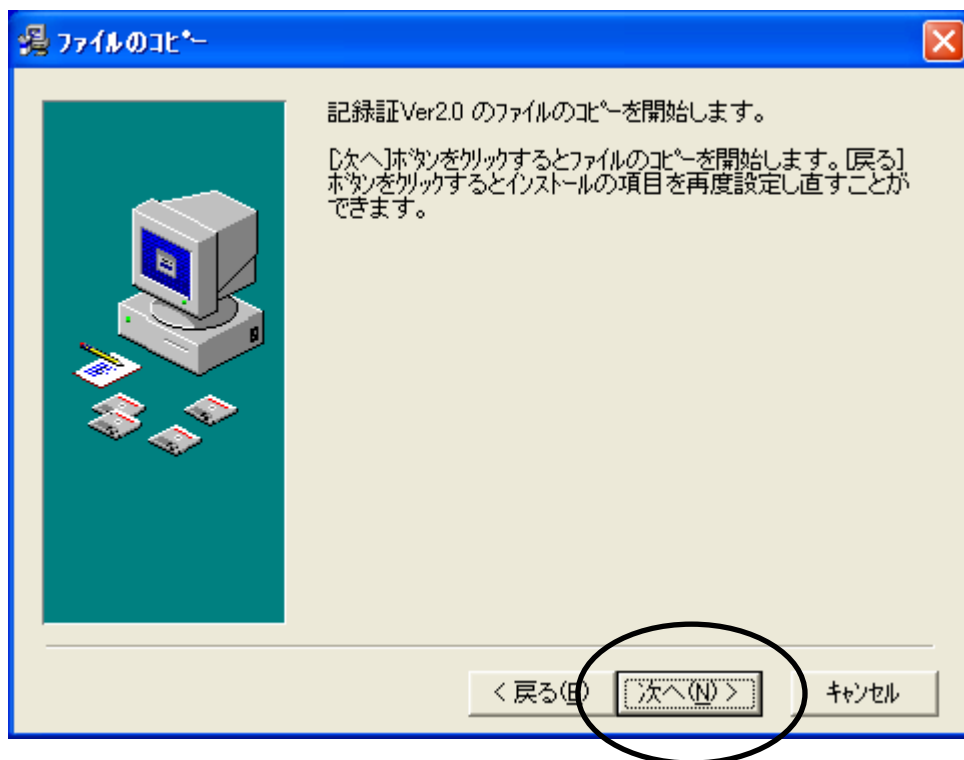 ﾌｧｲﾙのｺﾋﾟｰ
記録証Ver2.0 のﾌｧｲﾙのｺﾋﾟｰを開始します。
[次へ]ﾎﾞﾀﾝをｸﾘｯｸするとﾌｧｲﾙのｺﾋﾟｰを開始します。[戻る]
ﾎﾞﾀﾝをｸﾘｯｸするとｲﾝｽﾄｰﾙの項目を再度設定し直すことが
できます。
< 戻る(B) 次へ(N) > ｷｬﾝｾﾙ